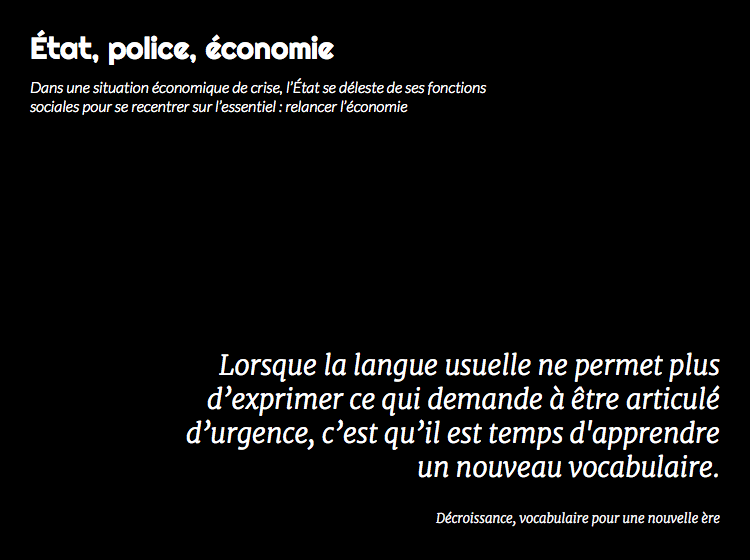 État, police, économie
Dans une situation économique de crise, l’État se déleste de ses fonctions
sociales pour se recentrer sur l’essentiel : relancer l’économie
Lorsque la langue usuelle ne permet plus
d’exprimer ce qui demande à être articulé
d’urgence, c’est qu’il est temps d'apprendre
un nouveau vocabulaire.
Décroissance, vocabulaire pour une nouvelle ère